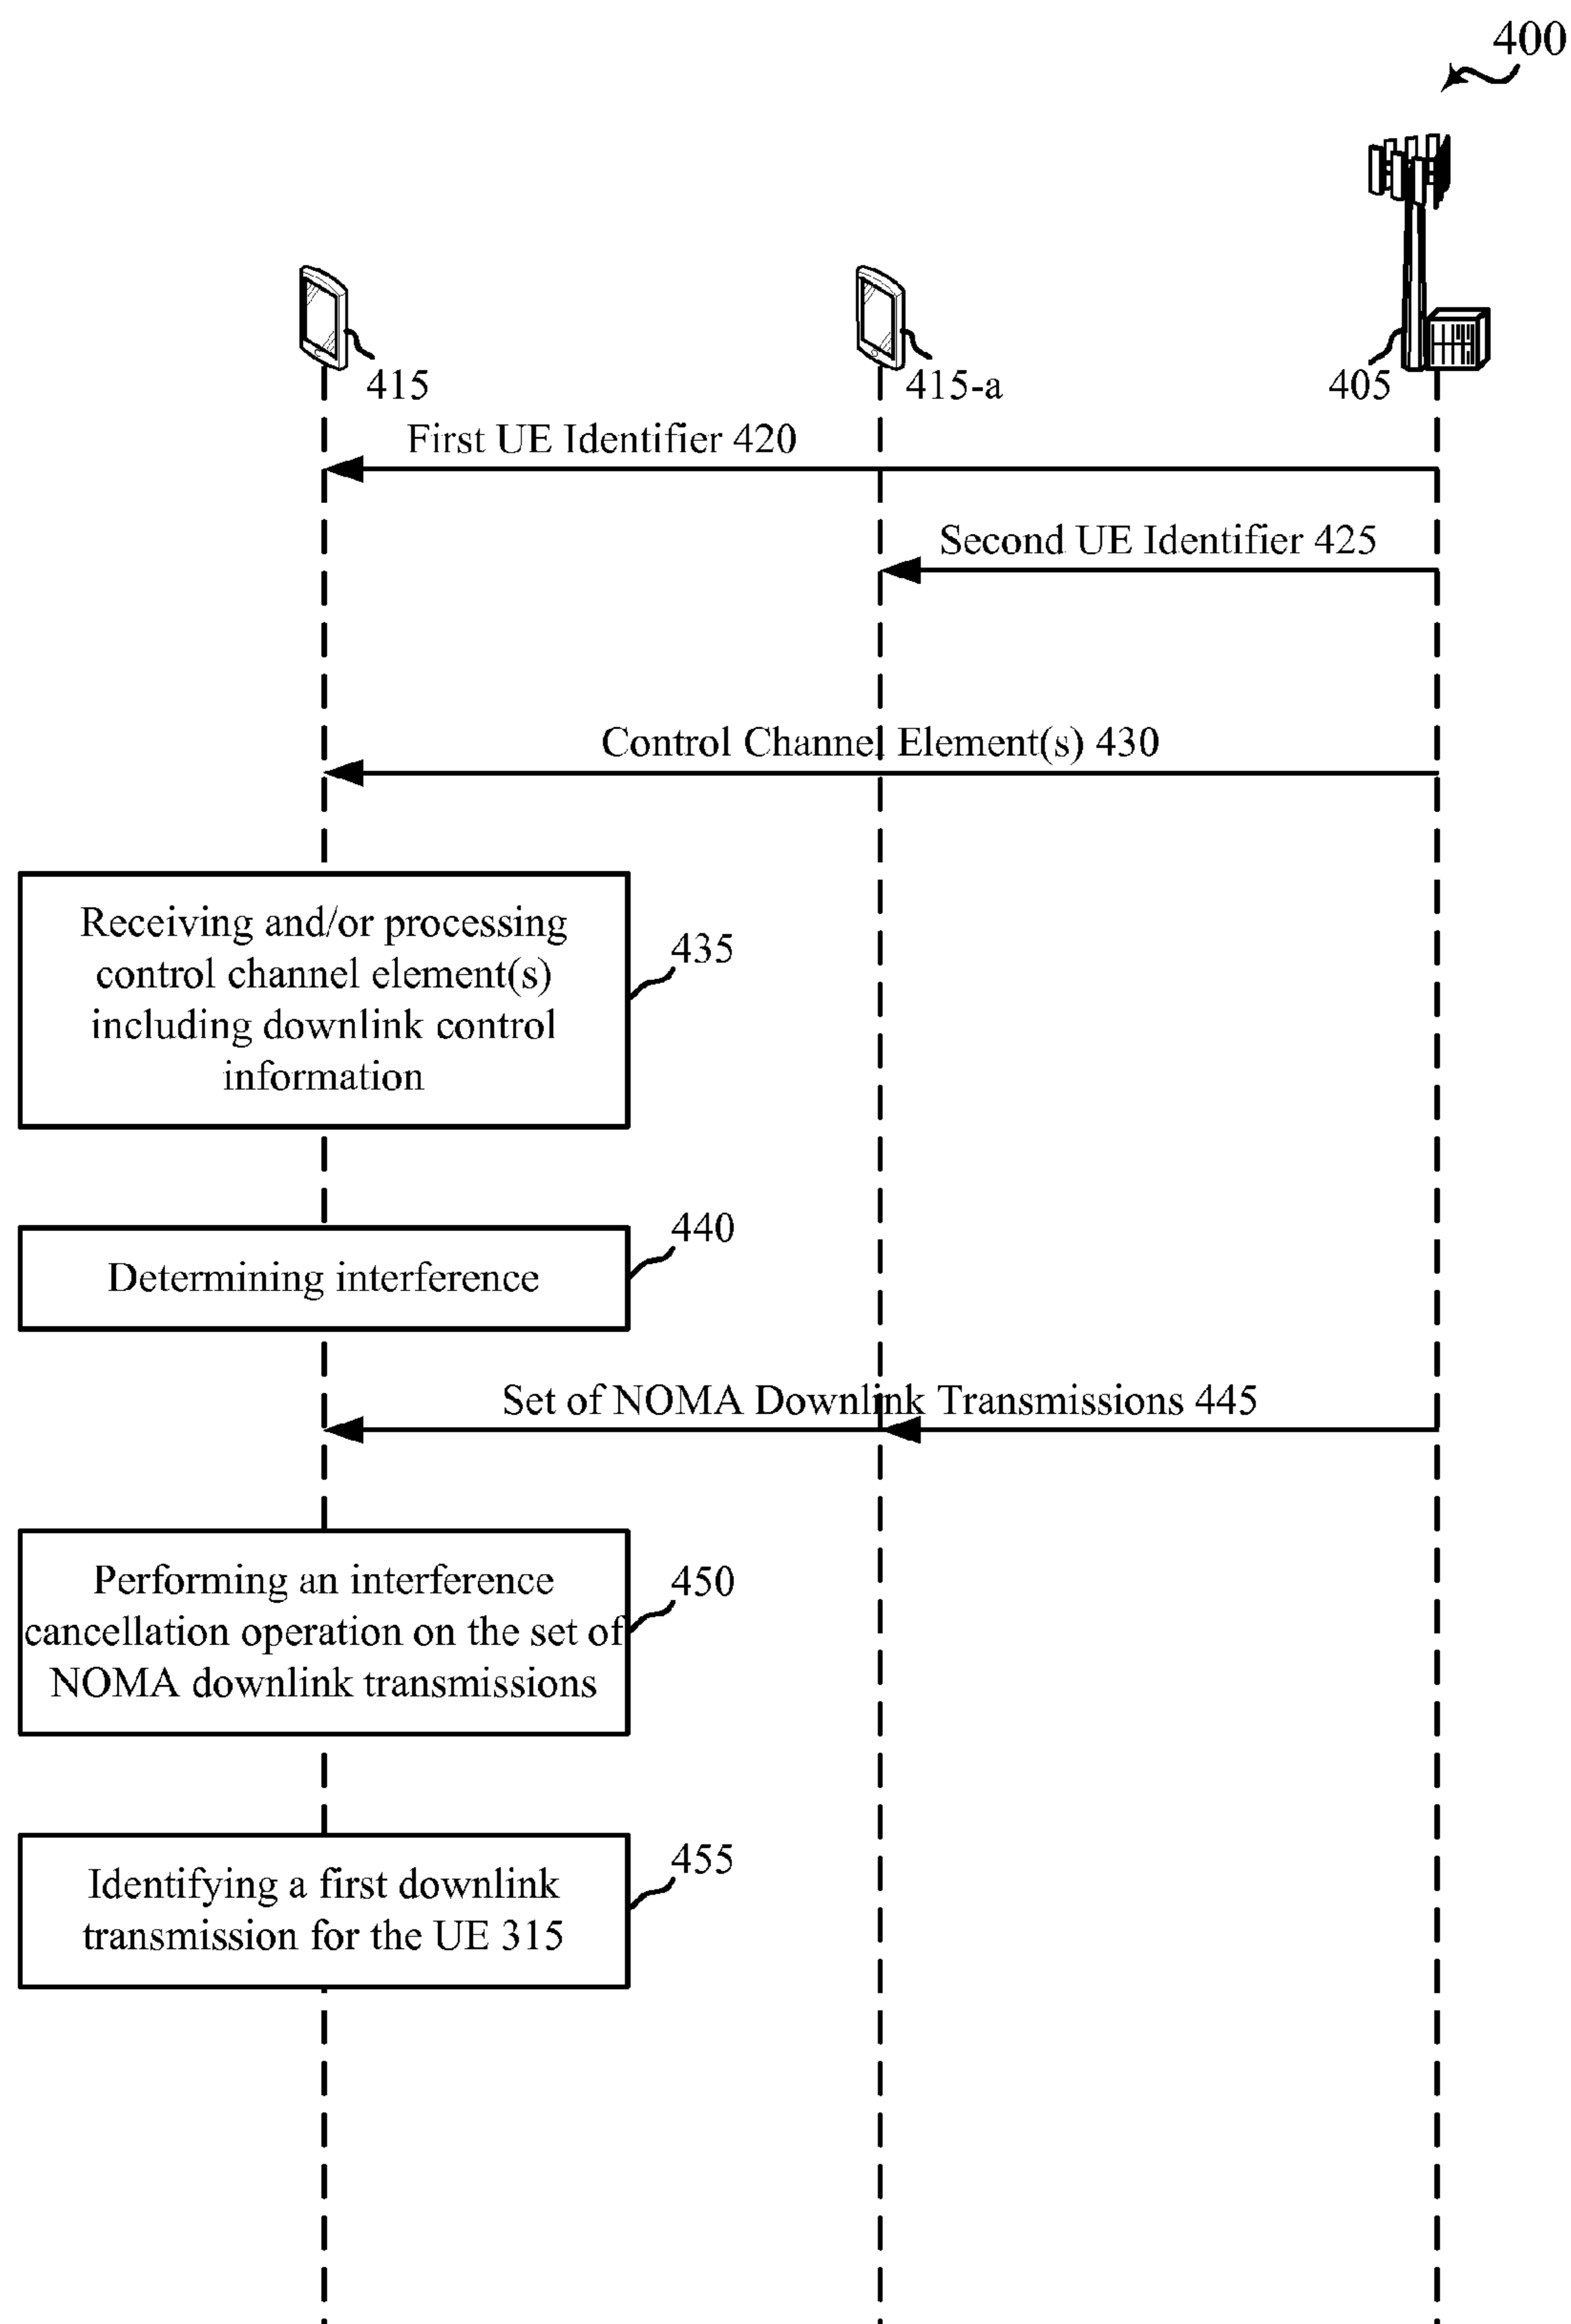 400
415
415-a
405
First UE Identifier 420
Second UE Identifier 425
Control Channel Element(s) 430
Receiving and/or processing
control channel element(s)
including downlink control
information
435
440
Determining interference
Set of NOMA Downlink Transmissions 445
Performing an interference
cancellation operation on the set of
NOMA downlink transmissions
450
455
Identifying a first downlink
transmission for the UE 315